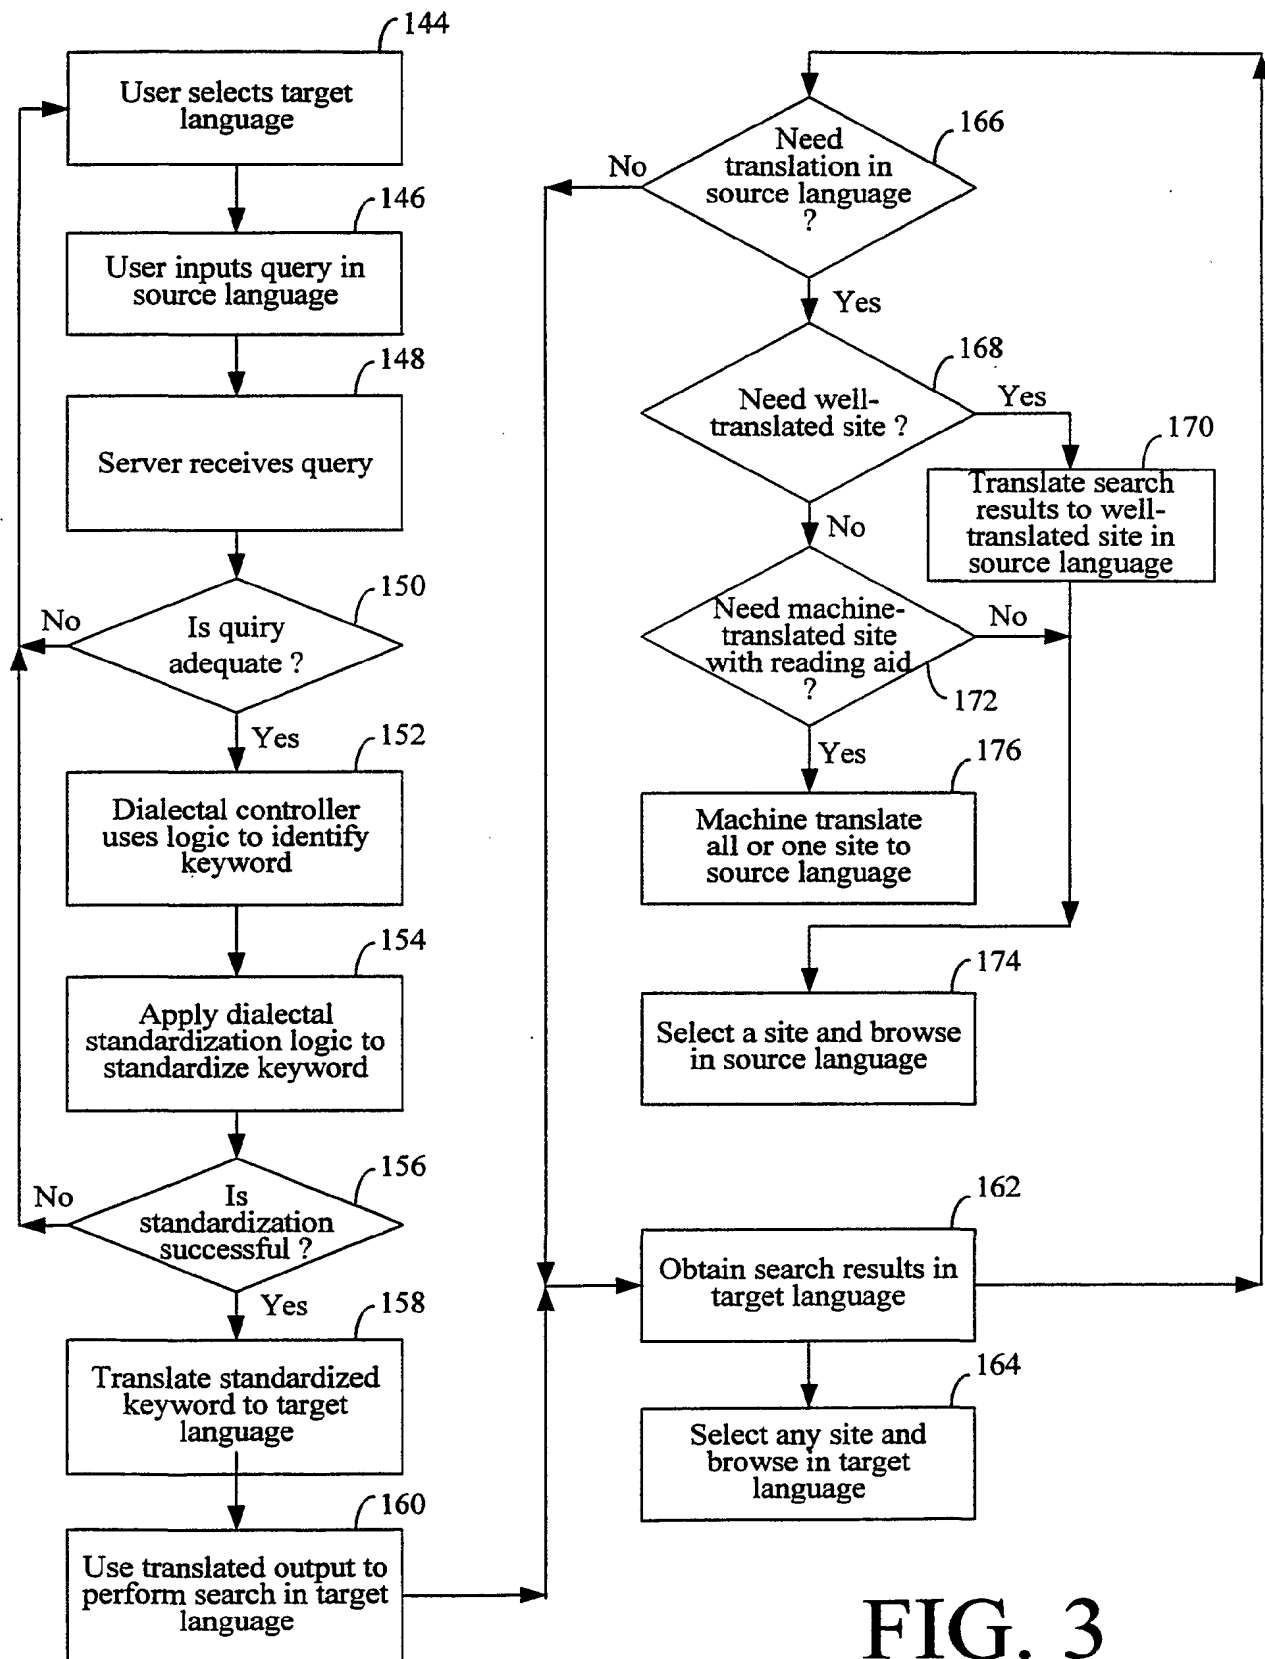 144
User selects target
language
146
User inputs query in
source language
148
Server receives query
150
No
Is quiry
adequate ?
Yes
152
Dialectal controller
uses logic to identify
keyword
154
Apply dialectal
standardization logic to
standardize keyword
156
No
Is
standardization
successful ?
Yes
158
Translate standardized
keyword to target
language
160
Use translated output to
perform search in target
language
166
No
Need
translation in
source language
?
Yes
168
Need well-
translated site ?
Yes
170
Translate search
results to well-
translated site in
source language
No
Need machine-
translated site
with reading aid
?
No
172
Yes
176
Machine translate
all or one site to
source language
174
Select a site and browse
in source language
162
Obtain search results in
target language
164
Select any site and
browse in target
language
FIG. 3